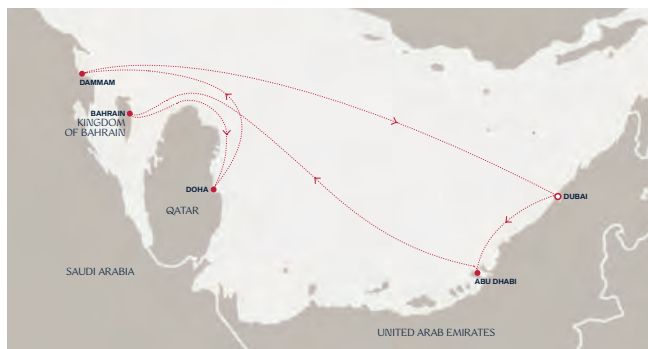 DAMMAM
BAHRAIN
KINGDOM
OF BAHRAIN
DOHA
DUBAI
QATAR
SAUDI ARABIA
ABU DHABI
UNITED ARAB EMIRATES